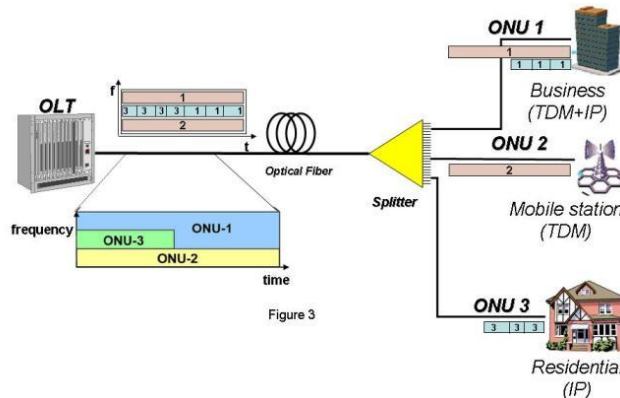 ONU 1
OLT
f
1
3 3 3 3 1 1 1
2
t
Optical Fiber
Splitter
1
1 1 1
Business
(TDM+IP)
ONU 2
2
Mobile station
(TDM)
frequency
ONU-1
ONU-3
ONU-2
time
Figure 3
ONU 3
3 3 3
Residential
(IP)